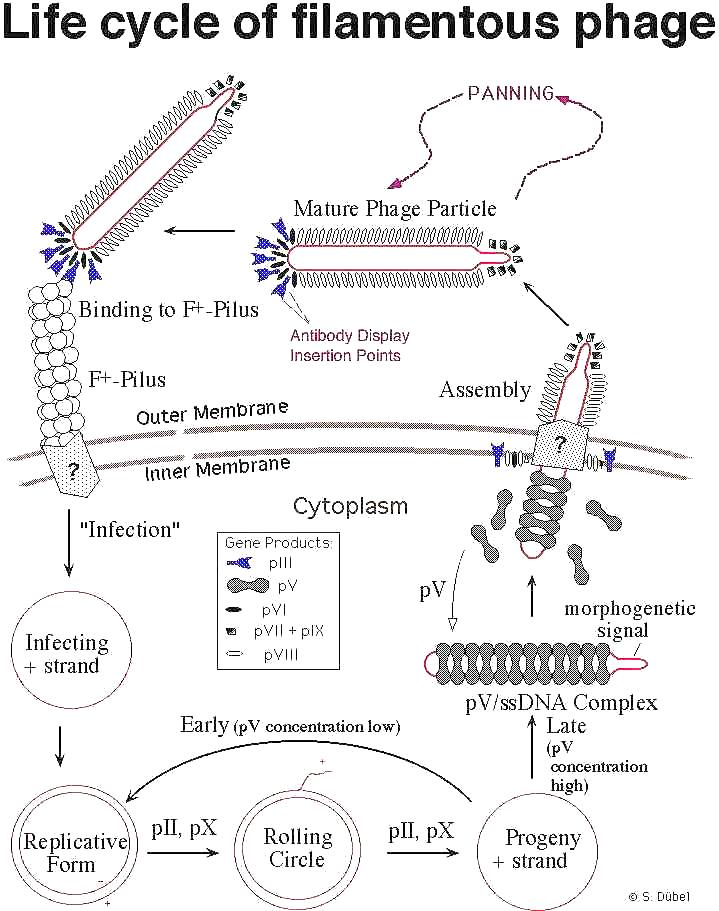 Life cycle of filamentous phage
PANNING
Mature Phage Particle
Binding to F+-Pilus
Antibody Display
Insertion Points
F+-Pilus
Assembly
Outer Membrane
?
?
Inner Membrane
Cytoplasm
"Infection"
Gene Products:
pIII
pV
pVI
pVII + pIX
pVIII
pV
morphogenetic
signal
Infecting
+ strand
pV/ssDNA Complex
Early (pV concentration low)
Late
(pV
concentration
high)
+
Replicative
Form
-
+
pII, pX
Rolling
Circle
pII, pX
Progeny
+ strand
© S. Dübel